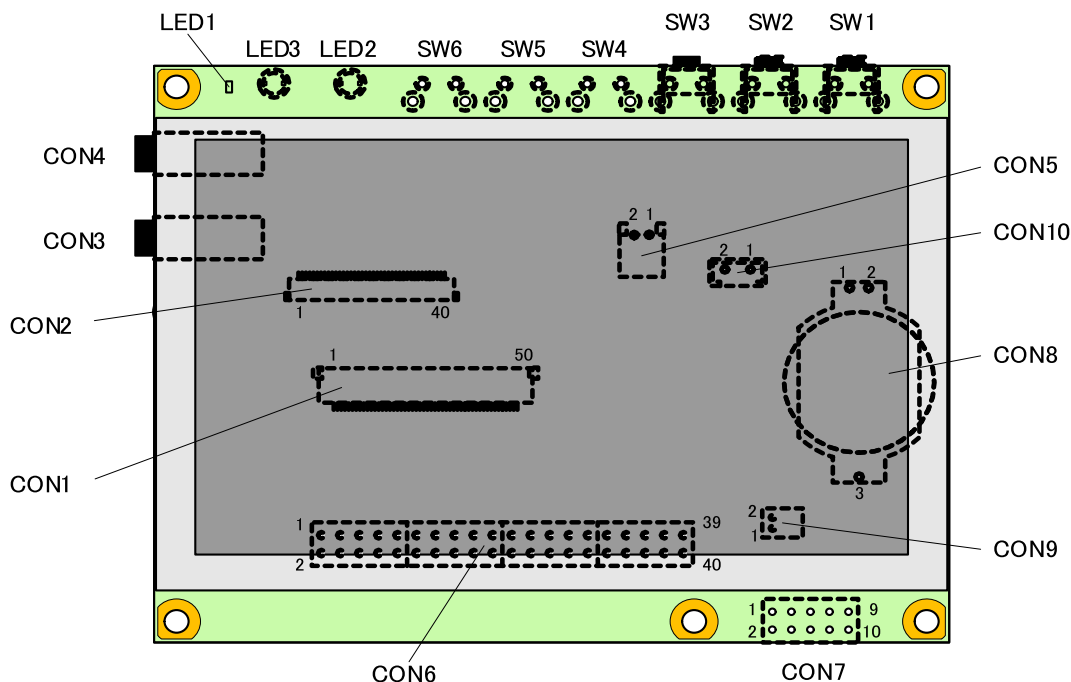 LED1
LED3
LED2
SW6
SW5
SW4
SW3
SW2
SW1
CON4
CON5
2 1
CON3
CON10
2 1
1 2
1 40
CON2
1 50
CON8
CON1
3
1 39
2
1
2 40
CON9
1 9
2 10
CON6
CON7